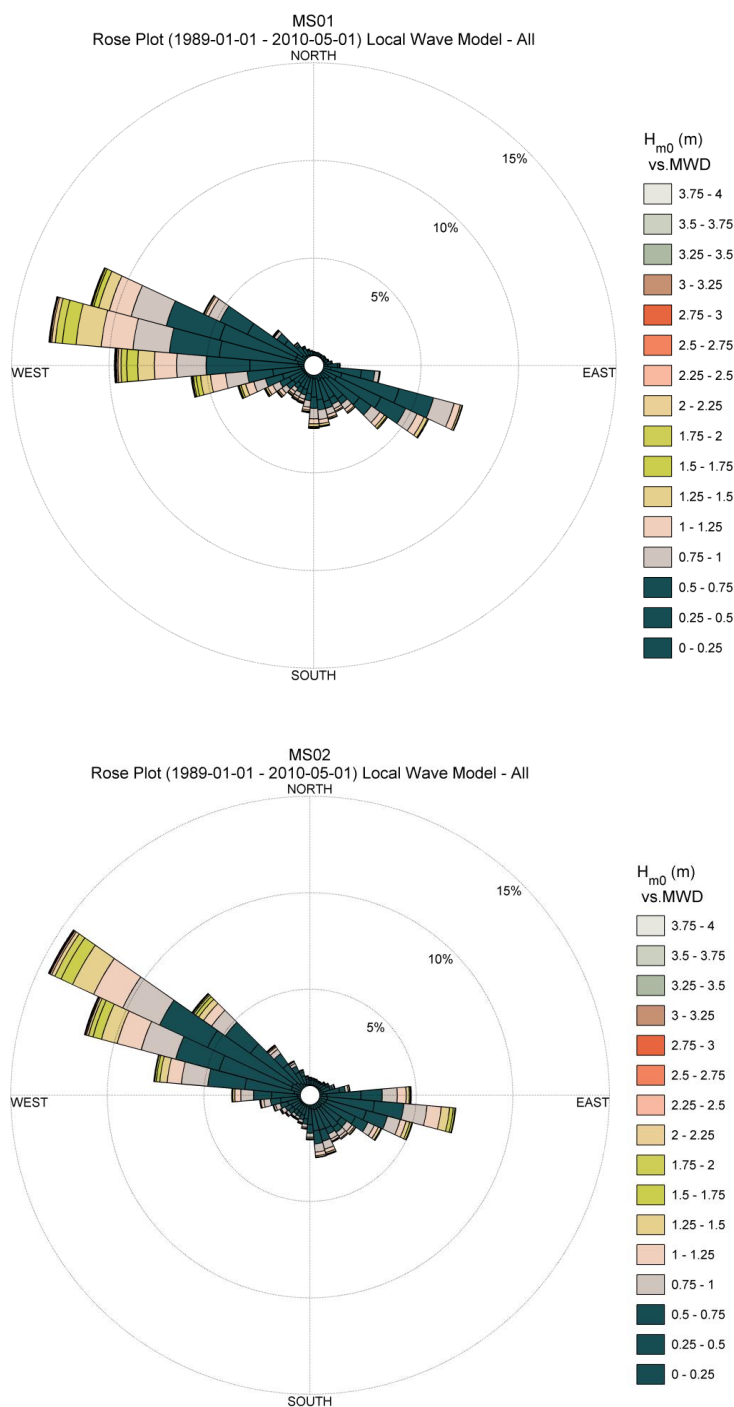 MS01
Rose Plot (1989-01-01 - 2010-05-01) Local Wave Model - All
NORTH
15%
10%
5%
WEST
EAST
SOUTH
Hm0 (m)
vs.MWD
3.75 - 4
3.5 - 3.75
3.25 - 3.5
3 - 3.25
2.75 - 3
2.5 - 2.75
2.25 - 2.5
2 - 2.25
1.75 - 2
1.5 - 1.75
1.25 - 1.5
1 - 1.25
0.75 - 1
0.5 - 0.75
0.25 - 0.5
0 - 0.25
MS02
Rose Plot (1989-01-01 - 2010-05-01) Local Wave Model - All
NORTH
15%
10%
5%
WEST
EAST
SOUTH
Hm0 (m)
vs.MWD
3.75 - 4
3.5 - 3.75
3.25 - 3.5
3 - 3.25
2.75 - 3
2.5 - 2.75
2.25 - 2.5
2 - 2.25
1.75 - 2
1.5 - 1.75
1.25 - 1.5
1 - 1.25
0.75 - 1
0.5 - 0.75
0.25 - 0.5
0 - 0.25